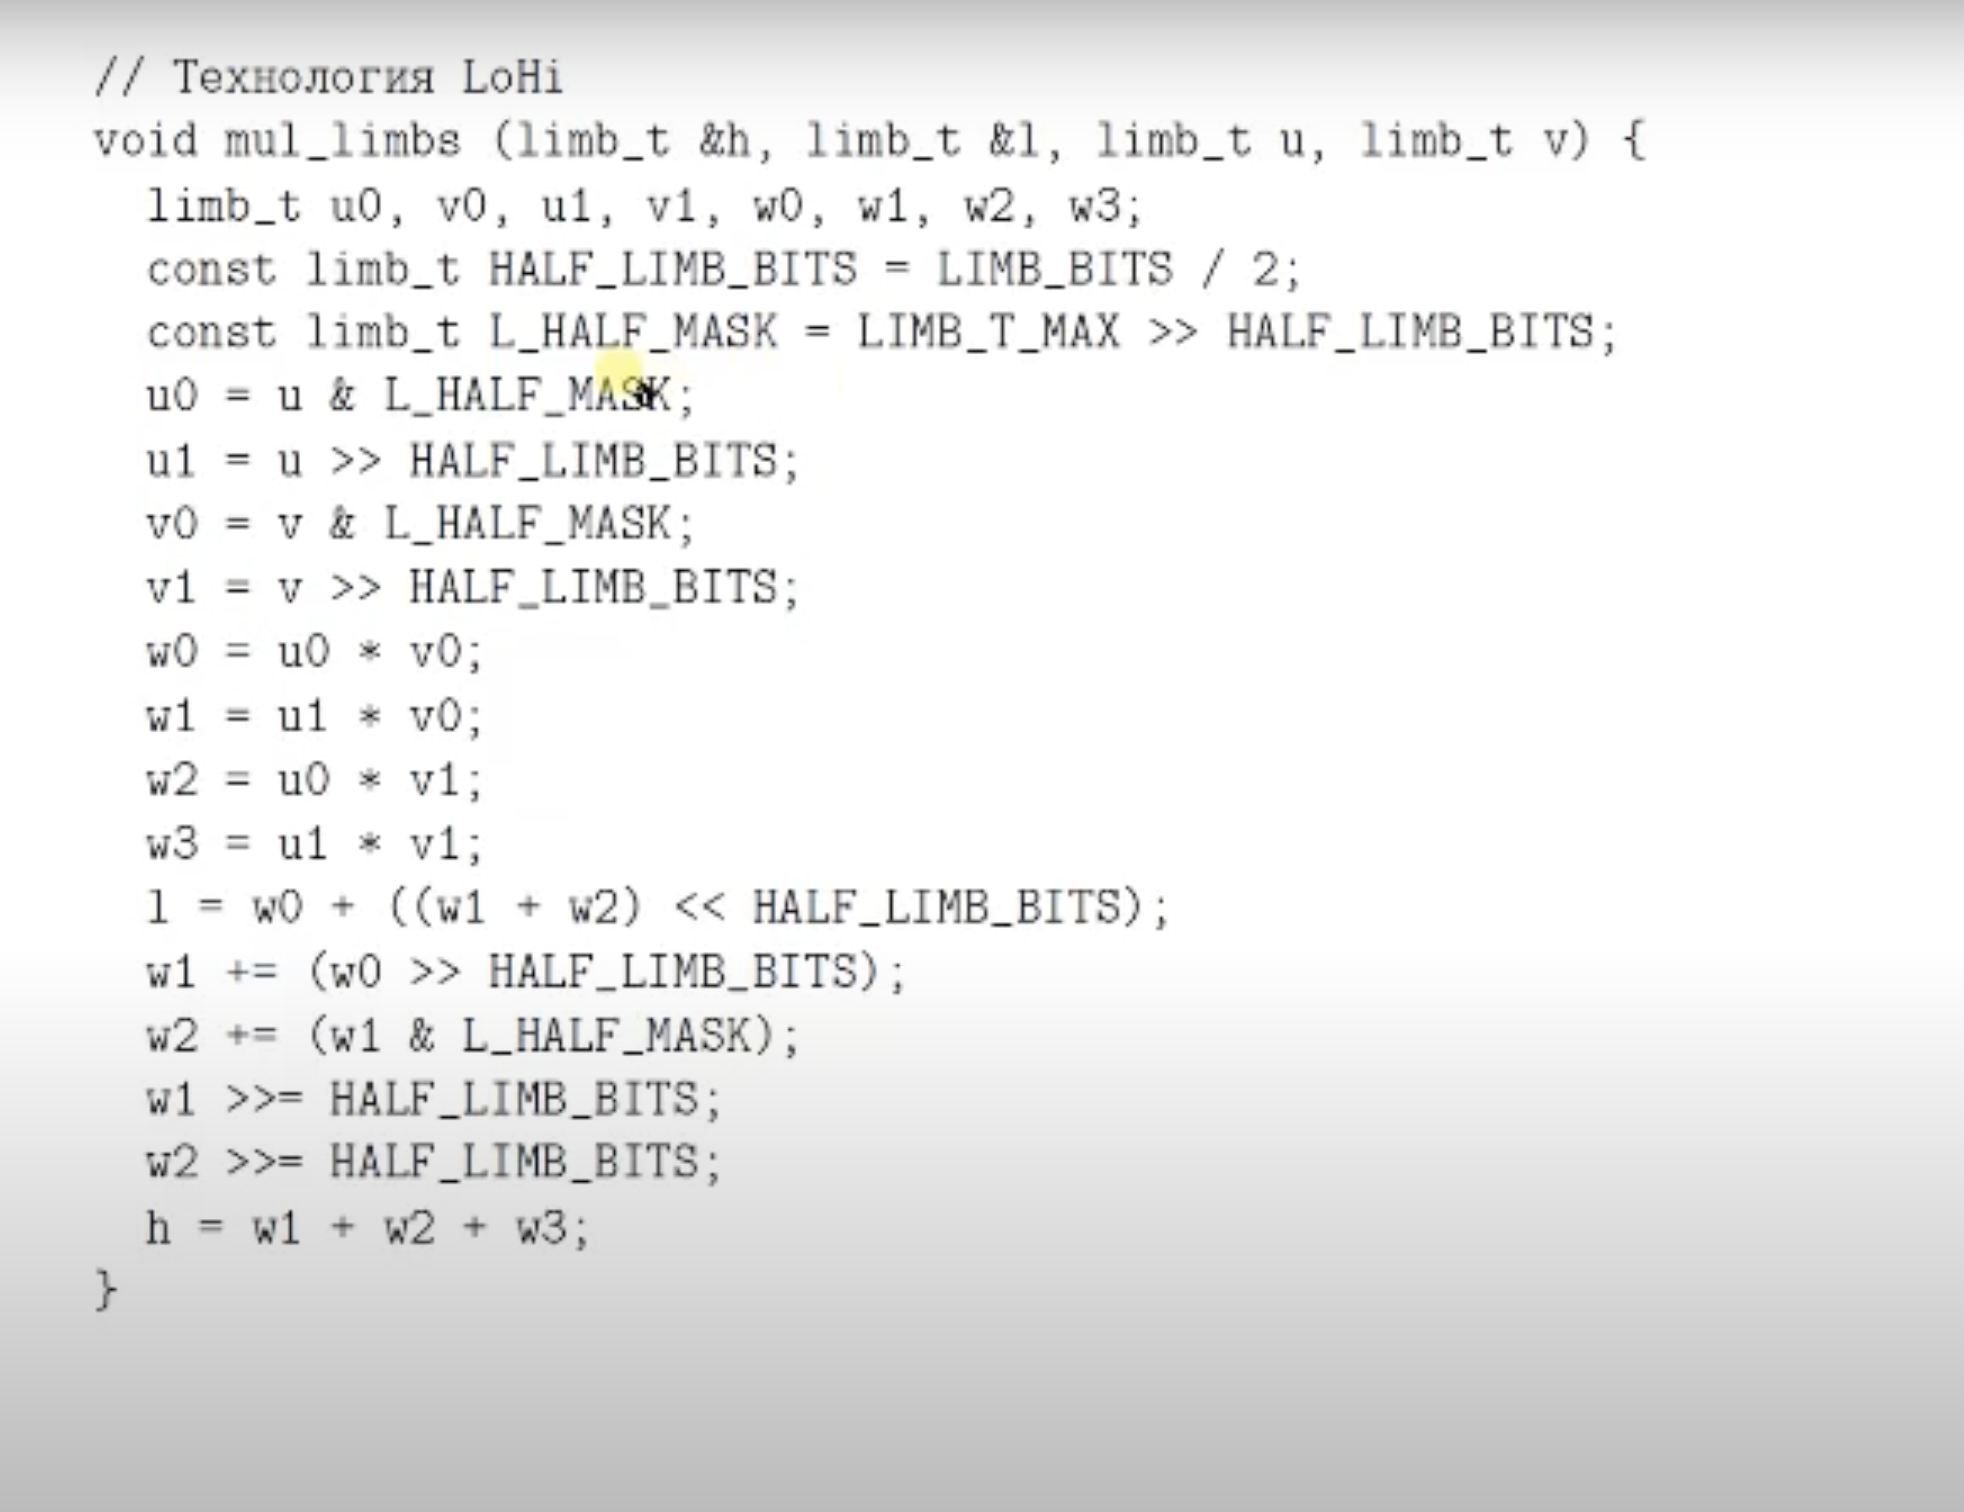 // Технология LoHi
void mul_limbs (limb_t &h, limb_t &l, limb_t u, limb_t v) {
limb_t u0, v0, u1, v1, w0, w1, w2, w3;
const limb_t HALF_LIMB_BITS = LIMB_BITS / 2;
const limb_t L_HALF_MASK = LIMB_T_MAX >> HALF_LIMB_BITS;
u0 = u & L_HALF_MASK;
u1 = u >> HALF_LIMB_BITS;
v0 = v & L_HALF_MASK;
v1 = v >> HALF_LIMB_BITS;
w0 = u0 * v0;
w1 = u1 * v0;
w2 = u0 * v1;
w3 = u1 * v1;
l = w0 + ((w1 + w2) << HALF_LIMB_BITS);
w1 += (w0 >> HALF_LIMB_BITS);
w2 += (w1 & L_HALF_MASK);
w1 >>= HALF_LIMB_BITS;
w2 >>= HALF_LIMB_BITS;
h = w1 + w2 + w3;
}